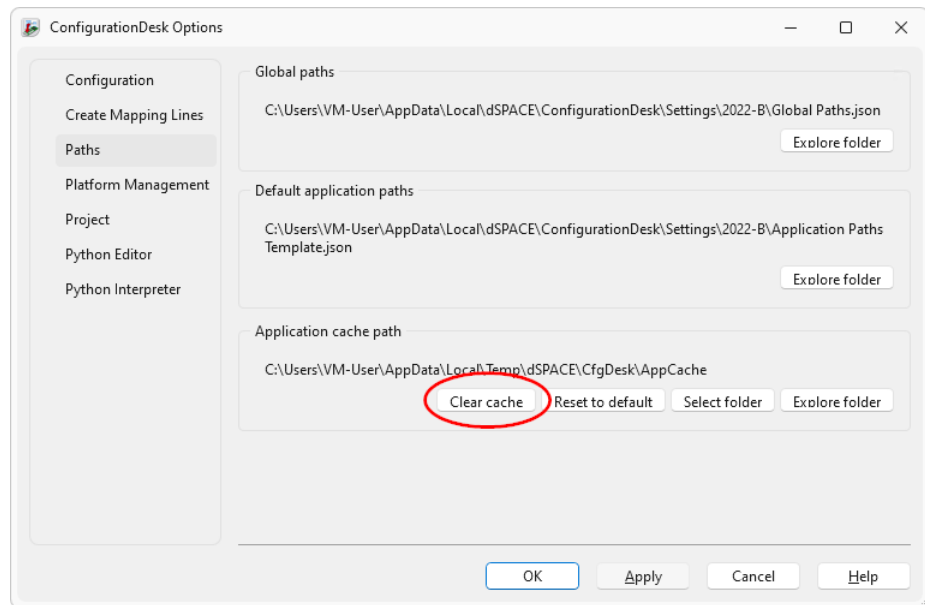 ConfigurationDesk Options
Configuration
Create Mapping Lines
Paths
Platform Management
Project
Python Editor
Python Interpreter
Global paths
C:\Users\VM-User\AppData\Local\dSPACE\ConfigurationDesk\Settings\2022-B\Global Paths.json
Explore folder
Default application paths
C:\Users\VM-User\AppData\Local\dSPACE\ConfigurationDesk\Settings\2022-B\Application Paths
Template.json
Explore folder
Application cache path
C:\Users\VM-User\AppData\Local\Temp\dSPACE\CfgDesk\AppCache
Clear cache Reset to default Select folder Explore folder
OK Apply Cancel Help